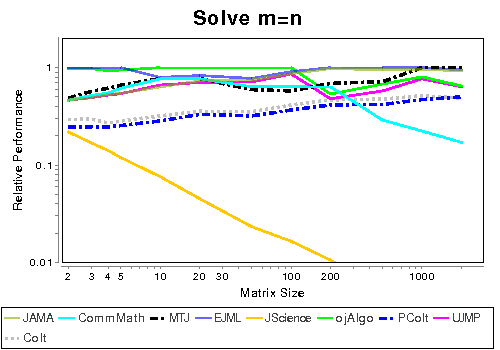 Solve m=n
Relative Performance
1
0.1
0.01
2 3 4 5 10 20 30 100 200 1000
Matrix Size
JAMA CommMath MTJ EJML JScience ojAlgo PColt UJMP
Colt